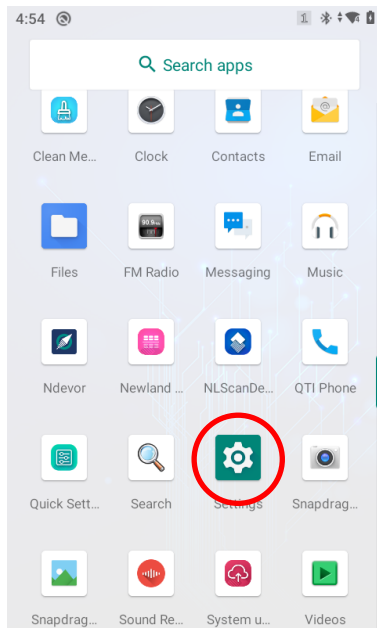 4:54
1
Search apps
Clean Me... Clock Contacts Email
Files FM Radio Messaging Music
Ndevor Newland ... NLScanDe... QTI Phone
Quick Sett... Search Settings Snapdrag...
Snapdrag... Sound Re... System u... Videos